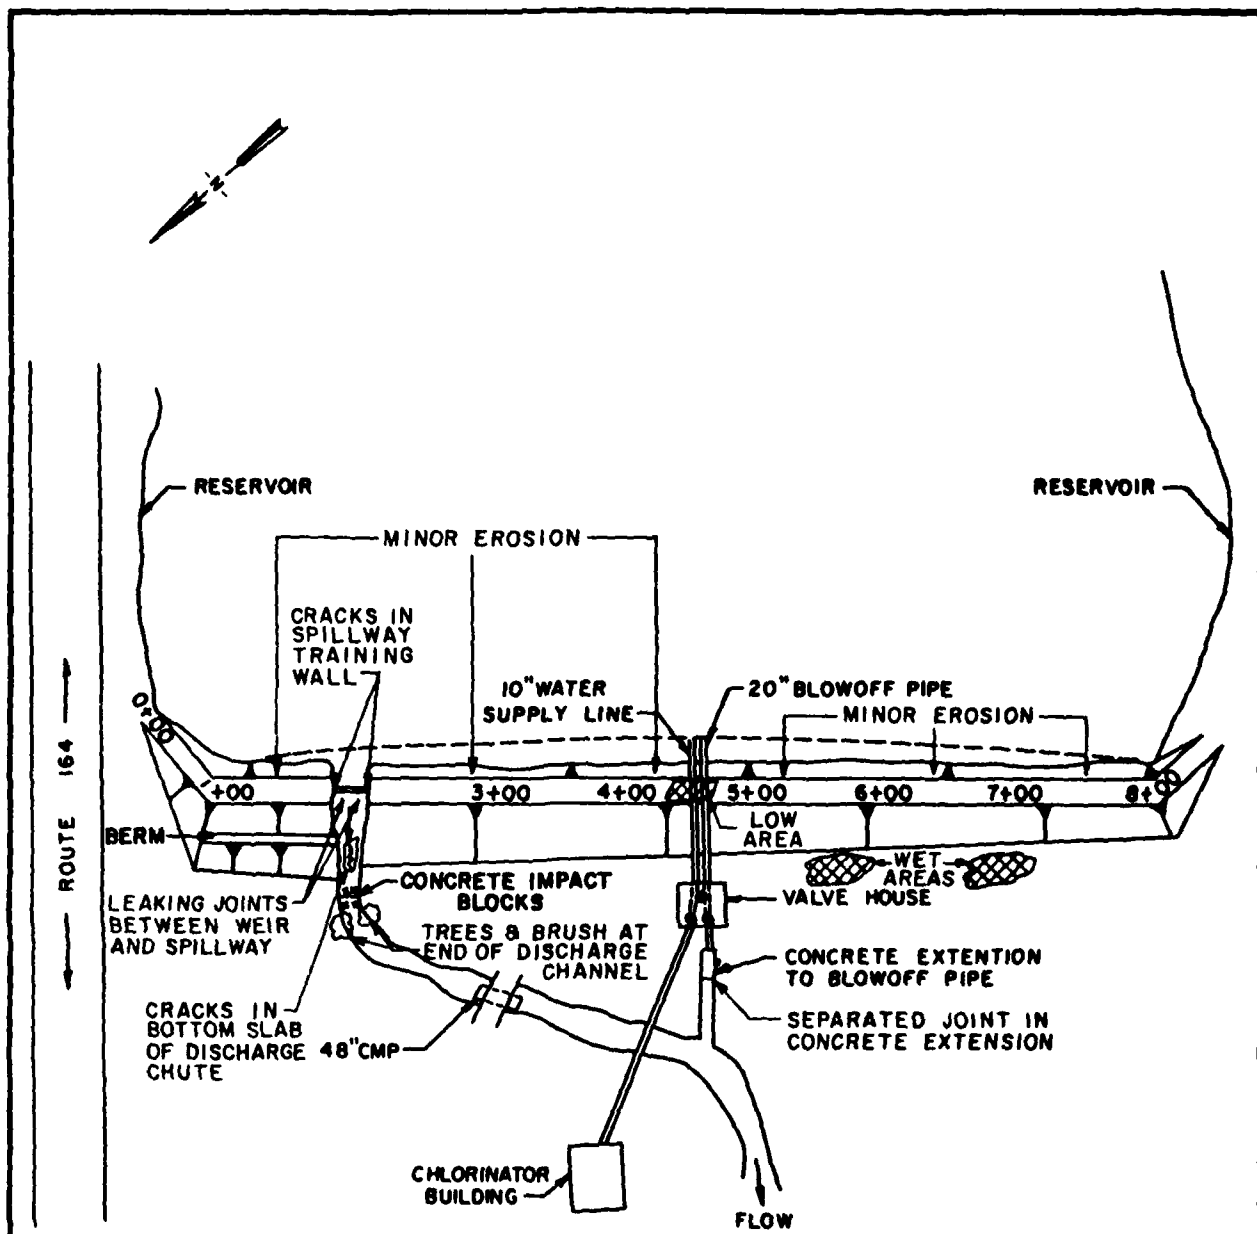 N
RESERVOIR
RESERVOIR
MINOR EROSION
CRACKS IN
SPILLWAY
TRAINING
WALL
10" WATER
SUPPLY LINE
20" BLOWOFF PIPE
MINOR EROSION
ROUTE 164
0+00
1+00
3+00
4+00
5+00
6+00
7+00
8+
LOW
AREA
BERM
WET
AREAS
VALVE HOUSE
CONCRETE IMPACT
BLOCKS
LEAKING JOINTS
BETWEEN WEIR
AND SPILLWAY
TREES & BRUSH AT
END OF DISCHARGE
CHANNEL
CONCRETE EXTENTION
TO BLOWOFF PIPE
SEPARATED JOINT IN
CONCRETE EXTENSION
CRACKS IN
BOTTOM SLAB
OF DISCHARGE
CHUTE
48" CMP
CHLORINATOR
BUILDING
FLOW